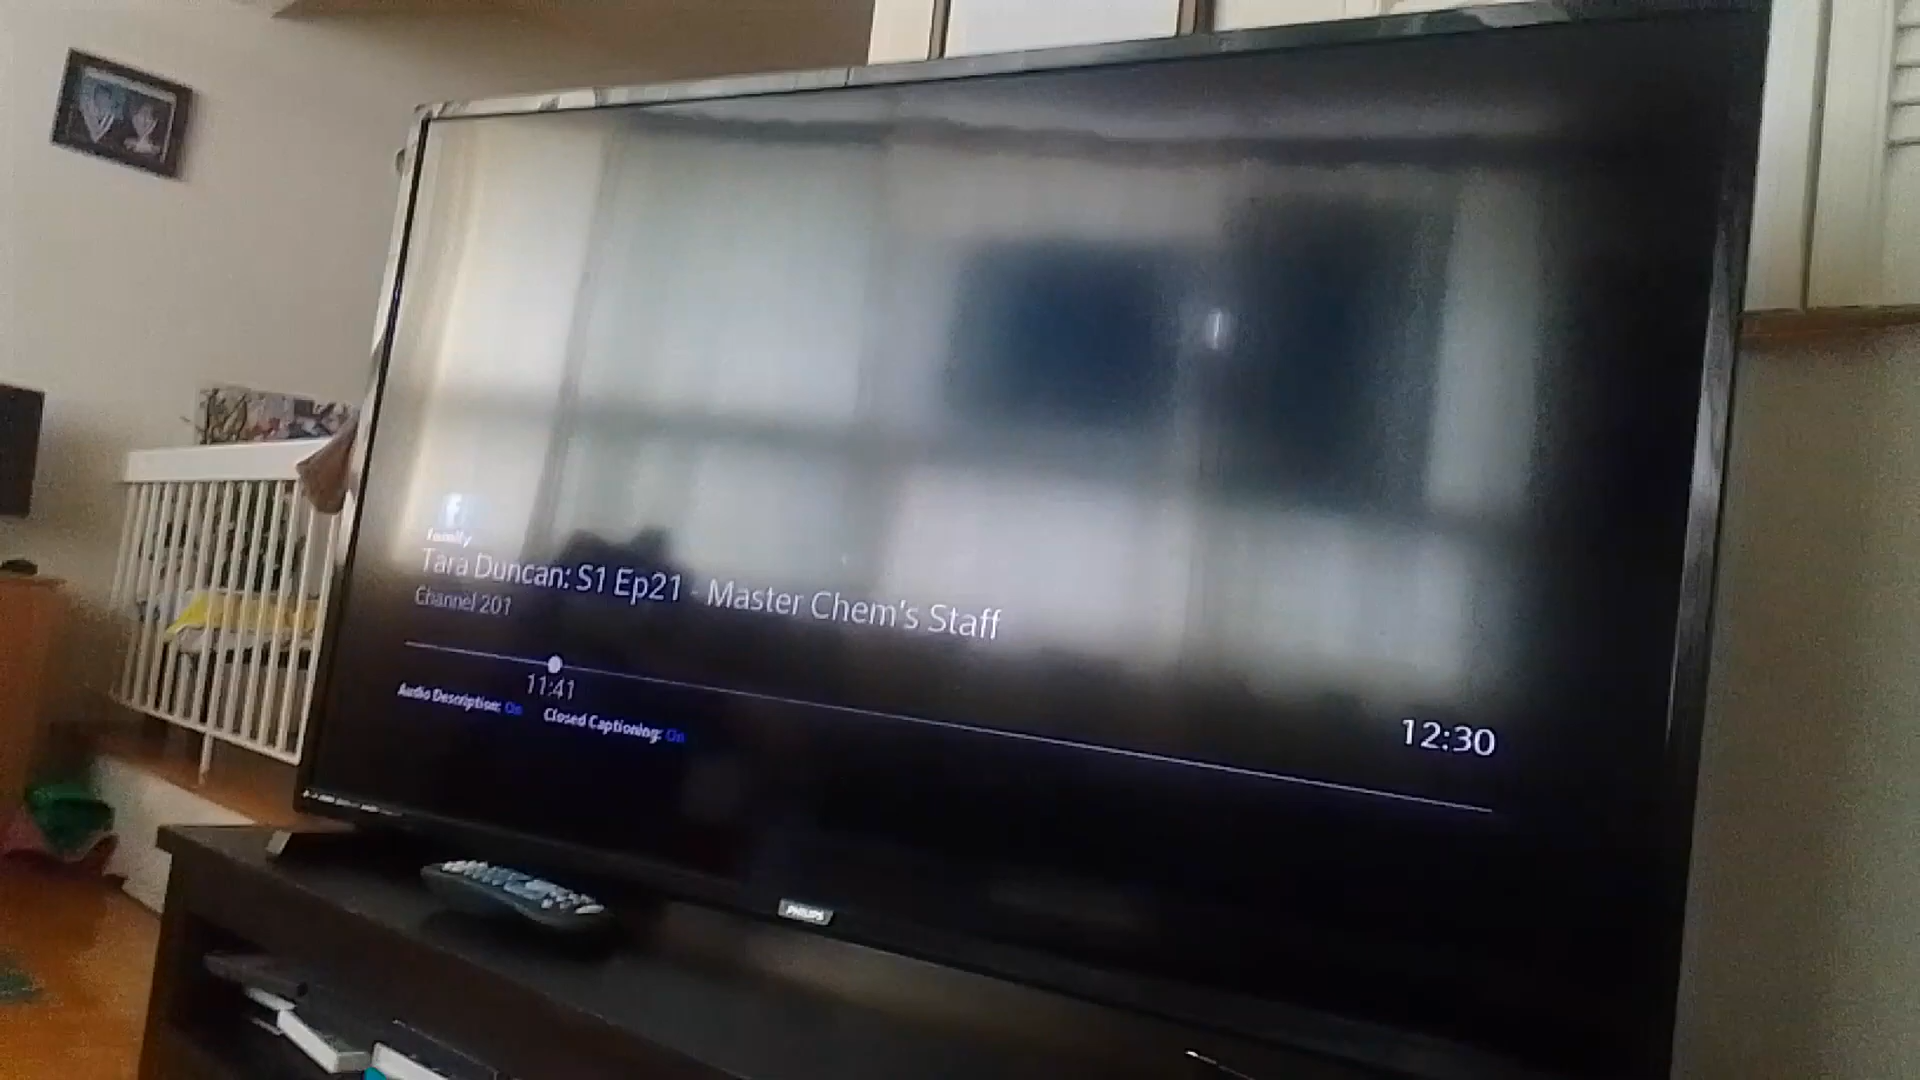 family
Tara Duncan: S1 Ep21 - Master Chem's Staff
Channel 201
11:41
12:30
Audio Description: On Closed Captioning: On
PHILIPS